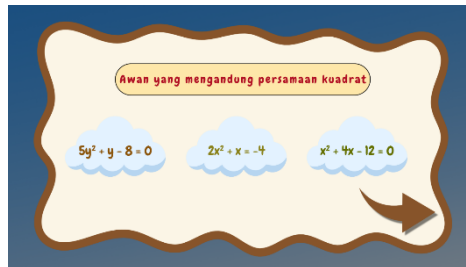 Awan yang mengandung persamaan kuadrat
5y² + y – 8 = 0
2x² + x = –4
x² + 4x – 12 = 0